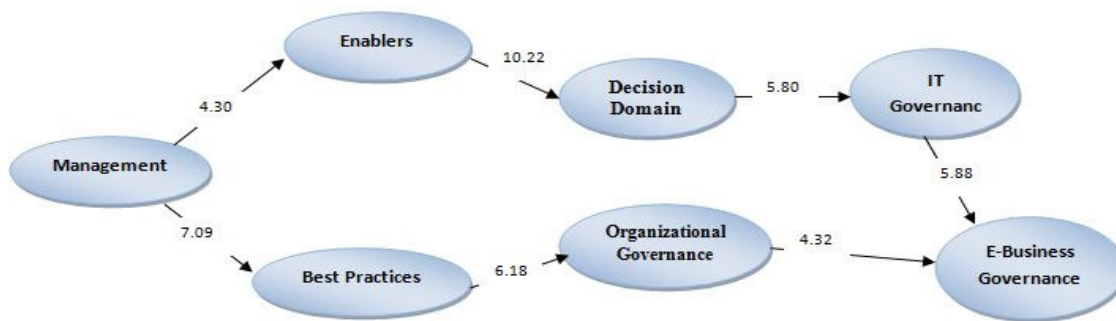 Enablers
10.22
Decision
Domain
5.80
IT
Governanc
4.30
Management
5.88
7.09
Best Practices
6.18
Organizational
Governance
4.32
E-Business
Governance